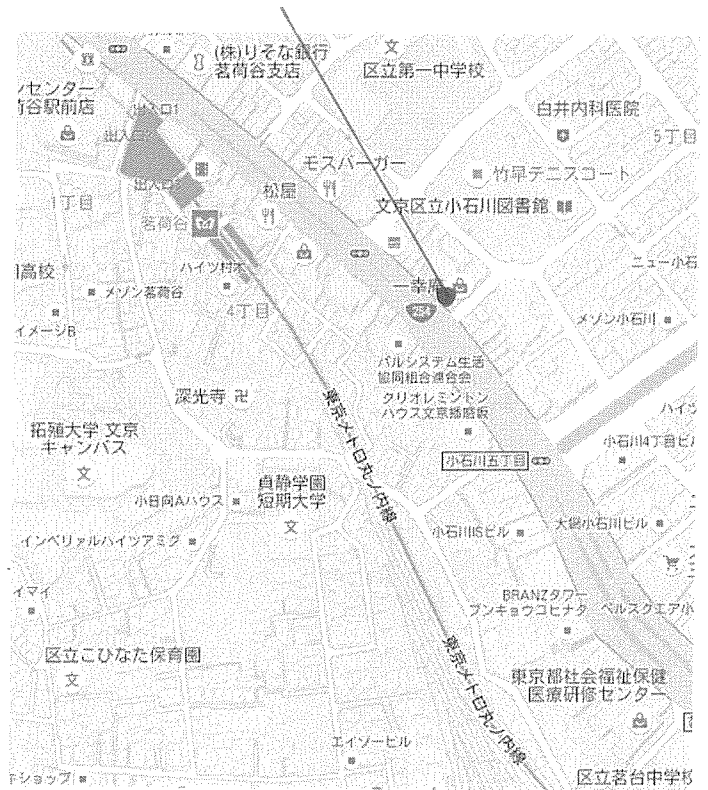 (株)りそな銀行
茗荷谷支店
区立第一中学校
ンセンター
荷谷駅前店
出入口1
白井内科医院
5丁目
モスバーガー
竹早テニスコート
松屋
1丁目
文京区立小石川図書館
茗荷谷
ハイツ村木
ニュー小石
高校
メゾン茗荷谷
一幸庵
254
4丁目
メゾン小石川
イメージB
パルシステム生活
協同組合連合会
深光寺
クリオレミントン
ハウス文京播磨坂
ハイツ
拓殖大学 文京
キャンパス
東京メトロ丸ノ内線
小石川4丁目ビル
小石川五丁目
貞静学園
短期大学
小日向Aハウス
インペリアルハイツアミグ
小石川ISビル
大鋼小石川ビル
イマイ
BRANZタワー
ブンキョウコヒナタ
ベルスクエア小
区立こひなた保育園
東京メトロ丸ノ内線
東京都社会福祉保健
医療研修センター
エイソービル
チショップ
区立茗台中学校